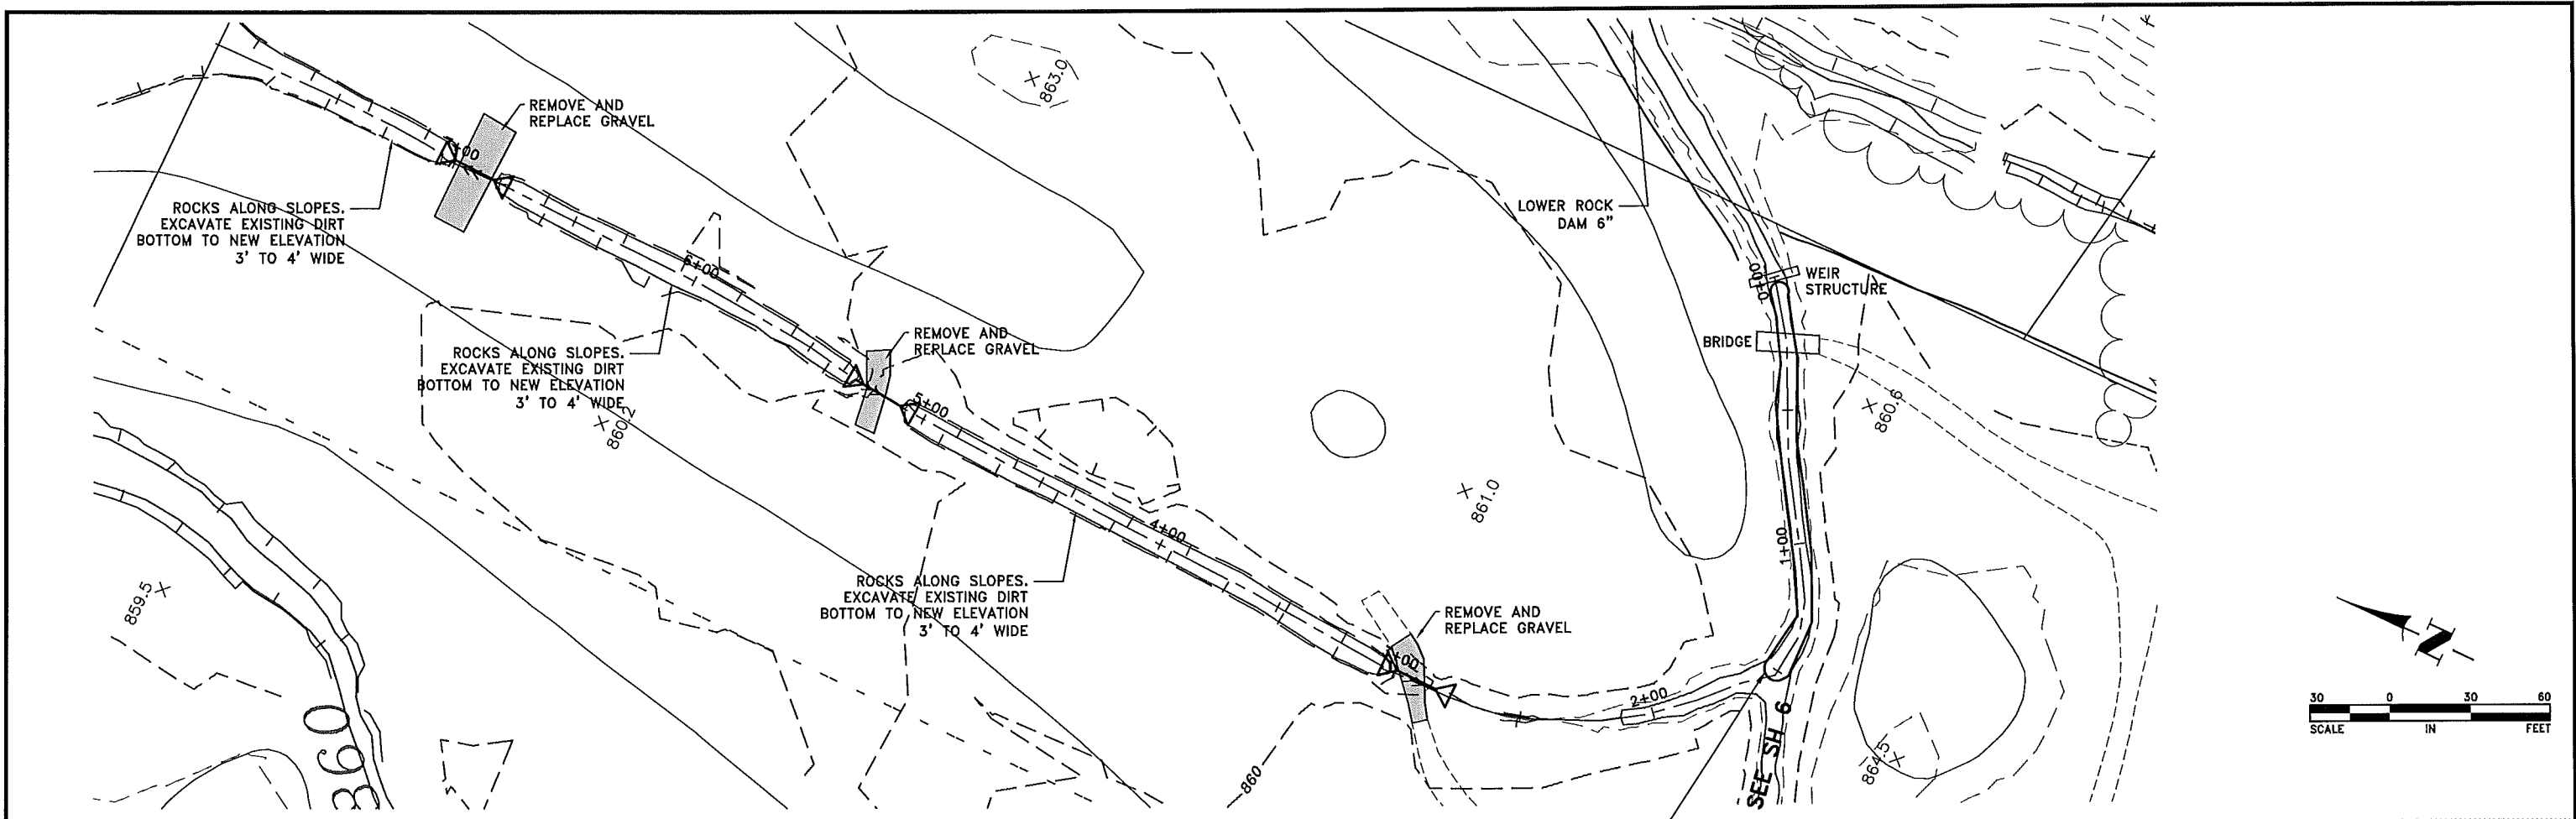 REMOVE AND
REPLACE GRAVEL
863.0
+00
ROCKS ALONG SLOPES.
EXCAVATE EXISTING DIRT
BOTTOM TO NEW ELEVATION
3' TO 4' WIDE
LOWER ROCK
DAM 6"
6+00
0+00
WEIR
STRUCTURE
BRIDGE
REMOVE AND
REPLACE GRAVEL
ROCKS ALONG SLOPES.
EXCAVATE EXISTING DIRT
BOTTOM TO NEW ELEVATION
3' TO 4' WIDE
860.2
5+00
860.6
861.0
4+00
1+00
859.5
ROCKS ALONG SLOPES.
EXCAVATE EXISTING DIRT
BOTTOM TO NEW ELEVATION
3' TO 4' WIDE
REMOVE AND
REPLACE GRAVEL
+00
2+00
N
860
SEE SH 6
864.5
860
30 0 30 60
SCALE IN FEET